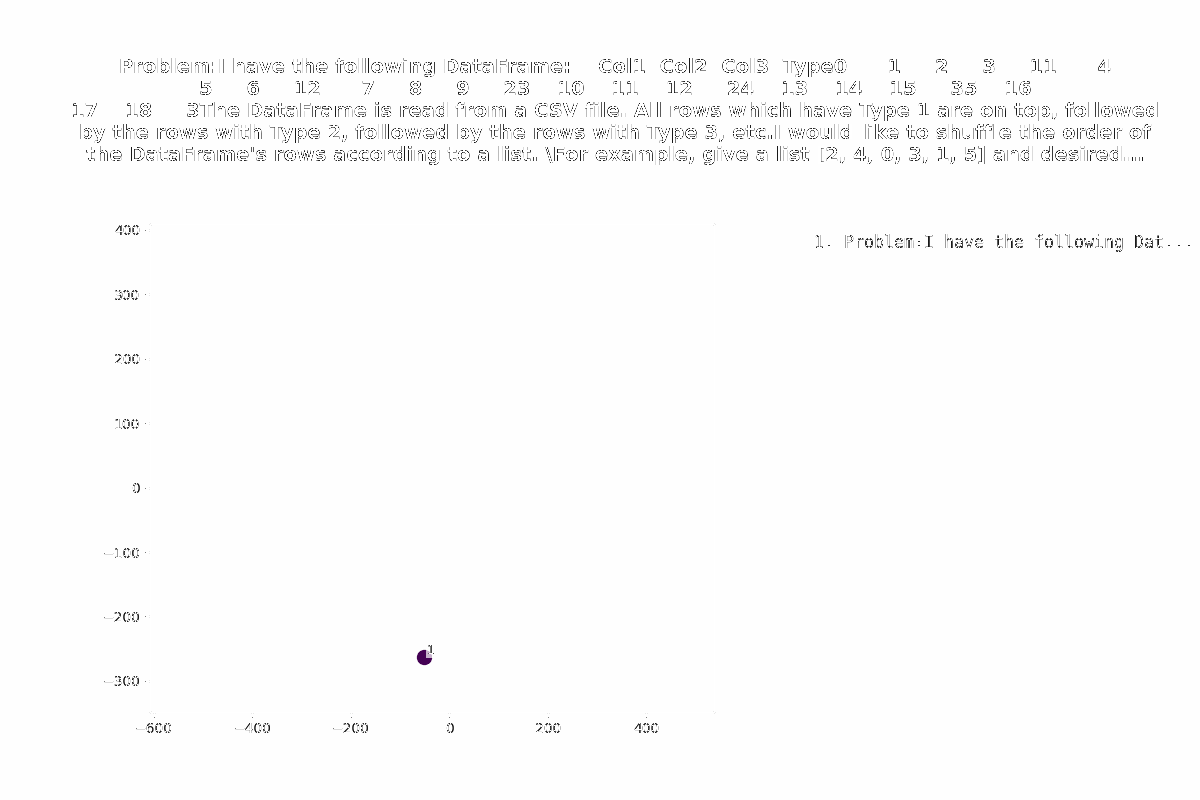 Problem:I have the following DataFrame:    Col1  Col2  Col3  Type0      1     2     3     11     4
5     6     12      7     8     9     23    10    11    12     24    13    14    15     35    16
17    18      3The DataFrame is read from a CSV file. All rows which have Type 1 are on top, followed
by the rows with Type 2, followed by the rows with Type 3, etc.I would like to shuffle the order of
the DataFrame's rows according to a list. \For example, give a list [2, 4, 0, 3, 1, 5] and desired...
400
1. Problem:I have the following Dat...
300
200
100
0
−100
−200
1
−300
−600 −400 −200 0 200 400